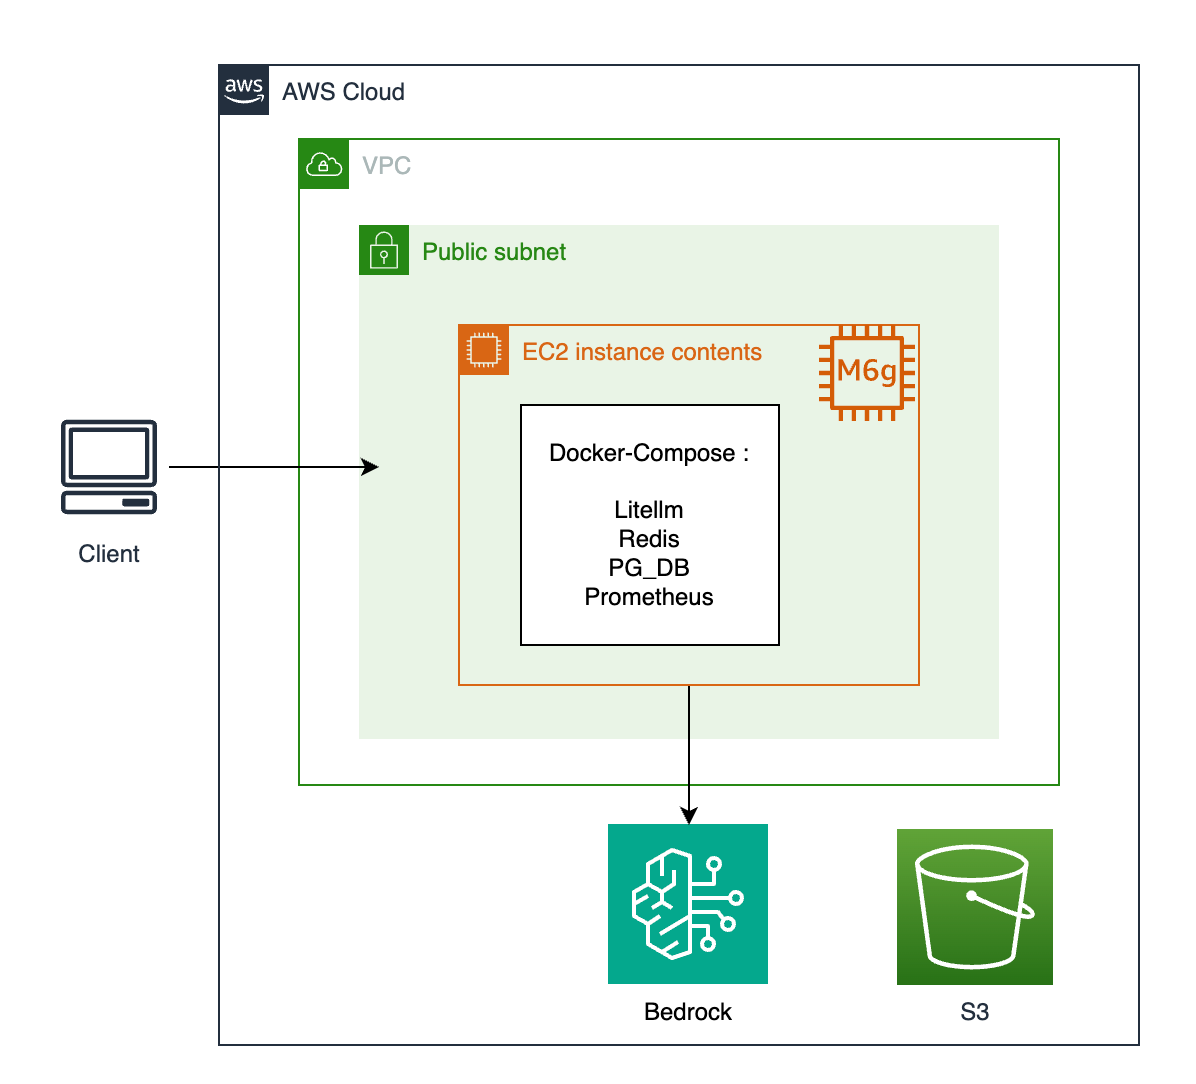 aws
AWS Cloud
VPC
Public subnet
EC2 instance contents
M6g
Docker-Compose :
Litellm
Redis
PG_DB
Prometheus
Client
Bedrock
S3